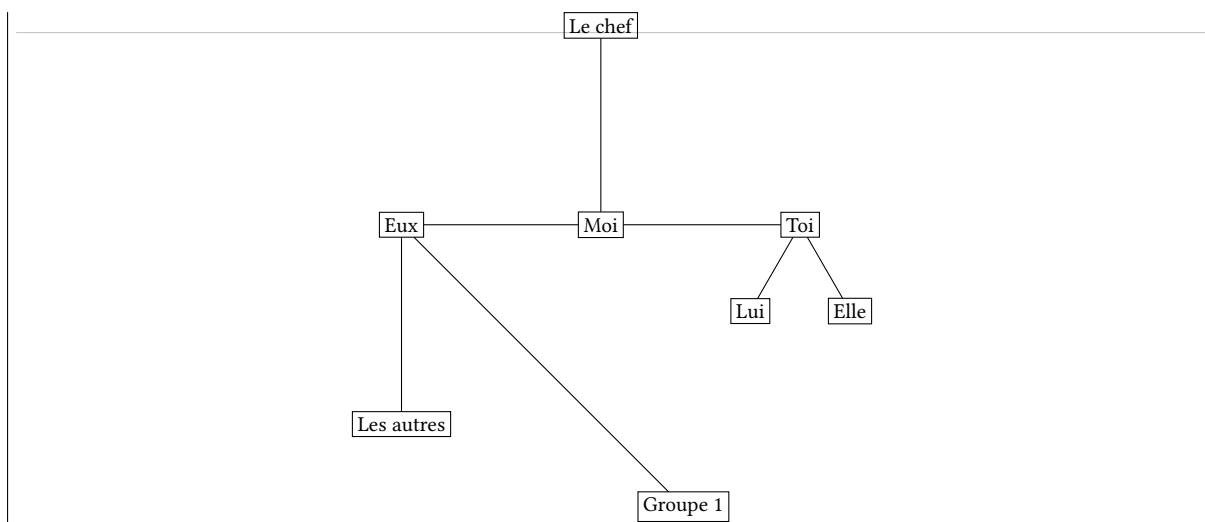 Le chef
Eux
Moi
Toi
Lui
Elle
Les autres
Groupe 1